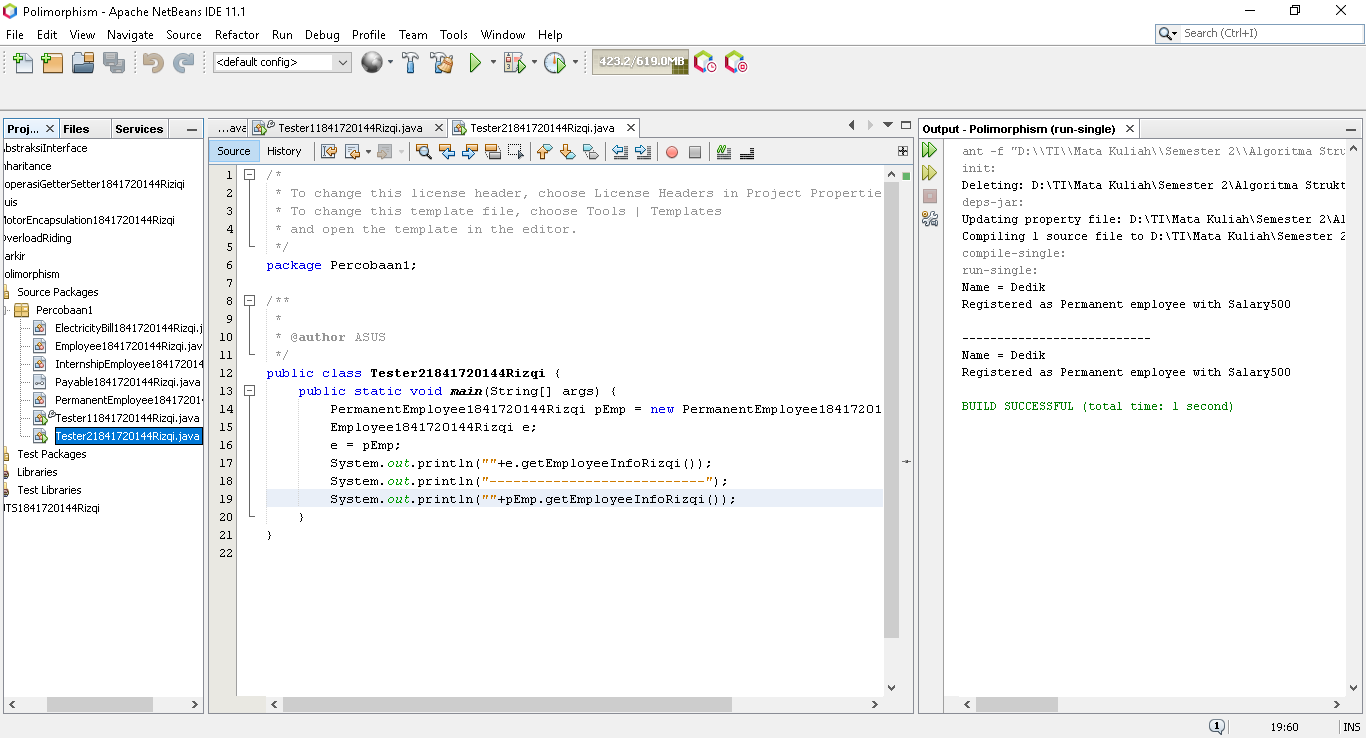 Polimorphism - Apache NetBeans IDE 11.1
File Edit View Navigate Source Refactor Run Debug Profile Team Tools Window Help
Search (Ctrl+I)
<default config>
423.2/619.0MB
Proj... Files Services
...ava Tester11841720144Rizqi.java Tester21841720144Rizqi.java
Output - Polimorphism (run-single)
Source History
bstraksiInterface
nheritance
operasiGetterSetter1841720144Rizqi
uis
MotorEncapsulation1841720144Rizqi
OverloadRiding
arkir
olimorphism
Source Packages
Percobaan1
ElectricityBill1841720144Rizqi.j
Employee1841720144Rizqi.jav
InternshipEmployee184172014
Payable1841720144Rizqi.java
PermanentEmployee18417201
Tester11841720144Rizqi.java
Tester21841720144Rizqi.java
Test Packages
Libraries
Test Libraries
UTS1841720144Rizqi
1 /*
2 * To change this license header, choose License Headers in Project Propertie
3 * To change this template file, choose Tools | Templates
4 * and open the template in the editor.
5 */
6 package Percobaan1;
7
8 /**
9 *
10 * @author ASUS
11 */
12 public class Tester21841720144Rizqi {
13 public static void main(String[] args) {
14 PermanentEmployee1841720144Rizqi pEmp = new PermanentEmployee18417201
15 Employee1841720144Rizqi e;
16 e = pEmp;
17 System.out.println(""+e.getEmployeeInfoRizqi());
18 System.out.println("---------------------------");
19 System.out.println(""+pEmp.getEmployeeInfoRizqi());
20 }
21 }
22
ant -f "D:\\TI\\Mata Kuliah\\Semester 2\\Algoritma Stru
init:
Deleting: D:\TI\Mata Kuliah\Semester 2\Algoritma Strukt
deps-jar:
Updating property file: D:\TI\Mata Kuliah\Semester 2\Al
Compiling 1 source file to D:\TI\Mata Kuliah\Semester 2
compile-single:
run-single:
Name = Dedik
Registered as Permanent employee with Salary500
---------------------------
Name = Dedik
Registered as Permanent employee with Salary500
BUILD SUCCESSFUL (total time: 1 second)
1 19:60 INS